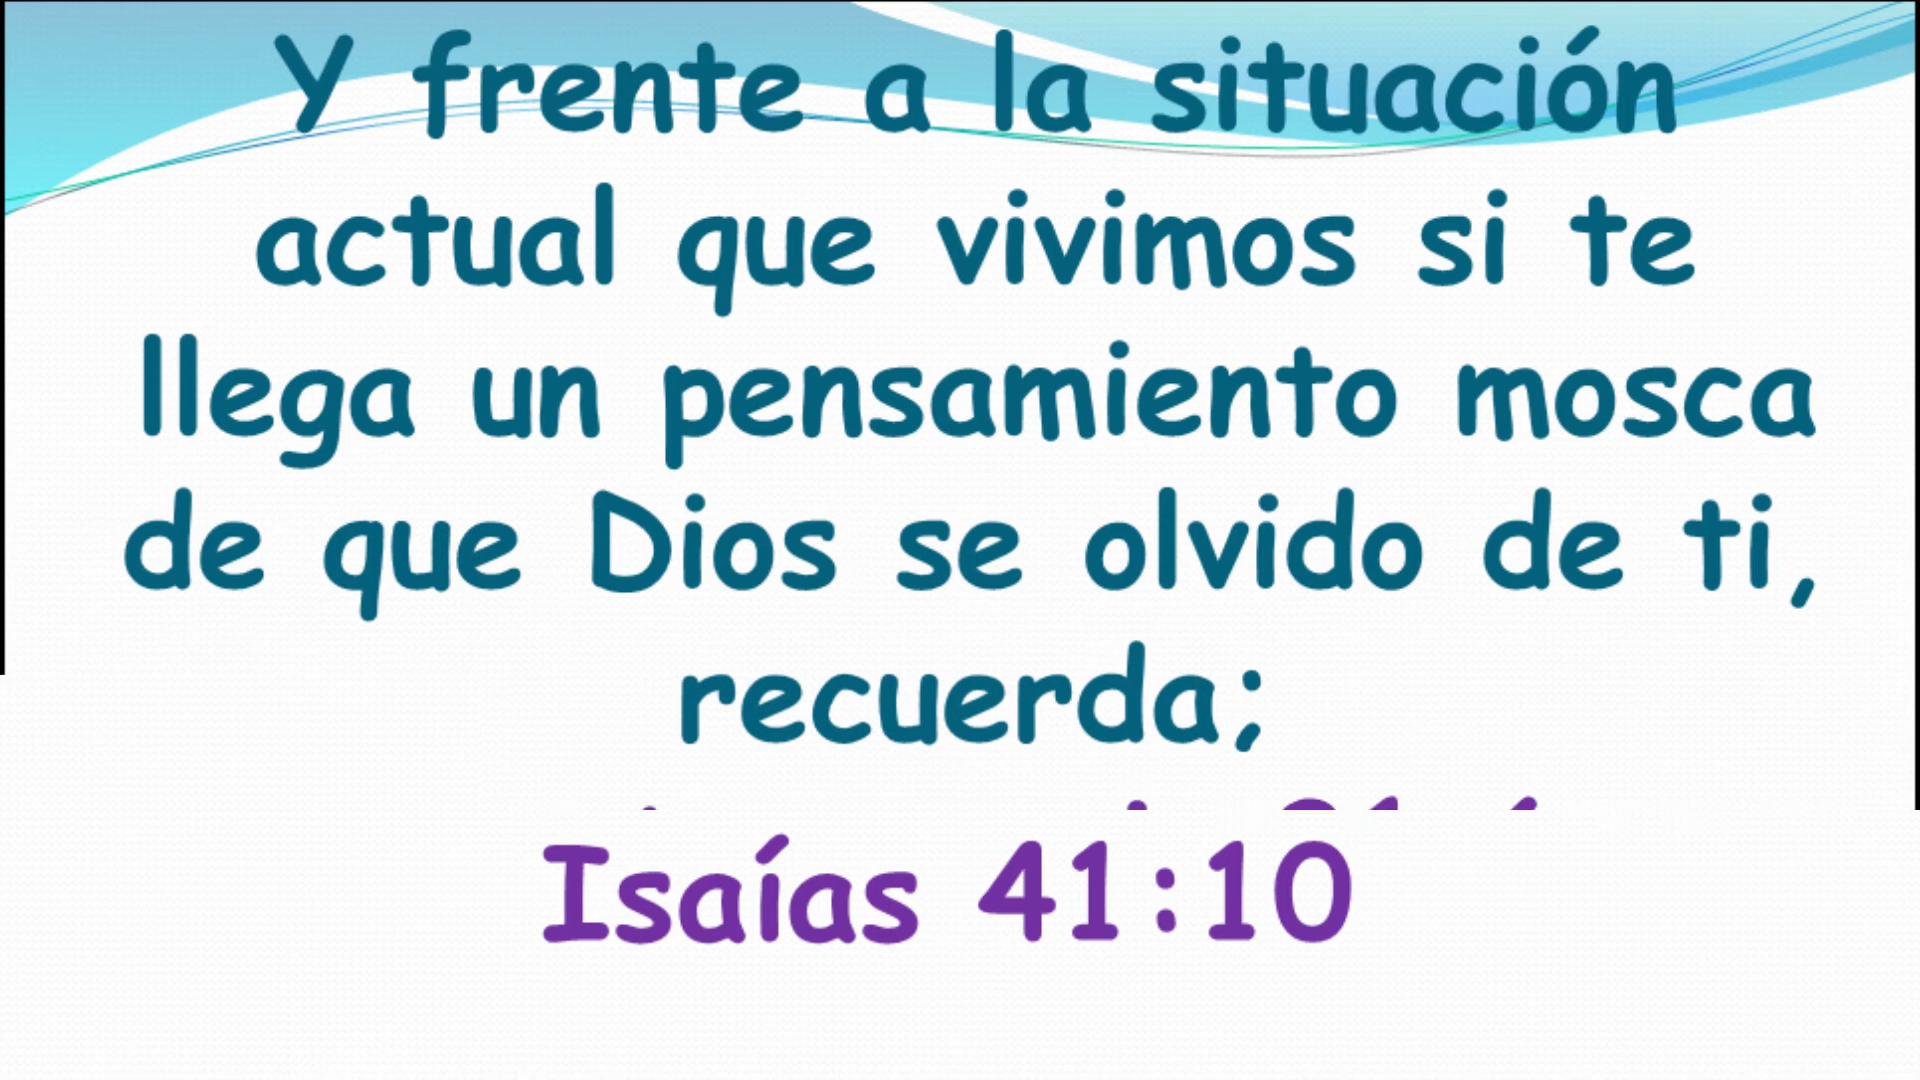 Y frente a la situación
actual que vivimos si te
llega un pensamiento mosca
de que Dios se olvido de ti,
recuerda;
Isaías 41:10